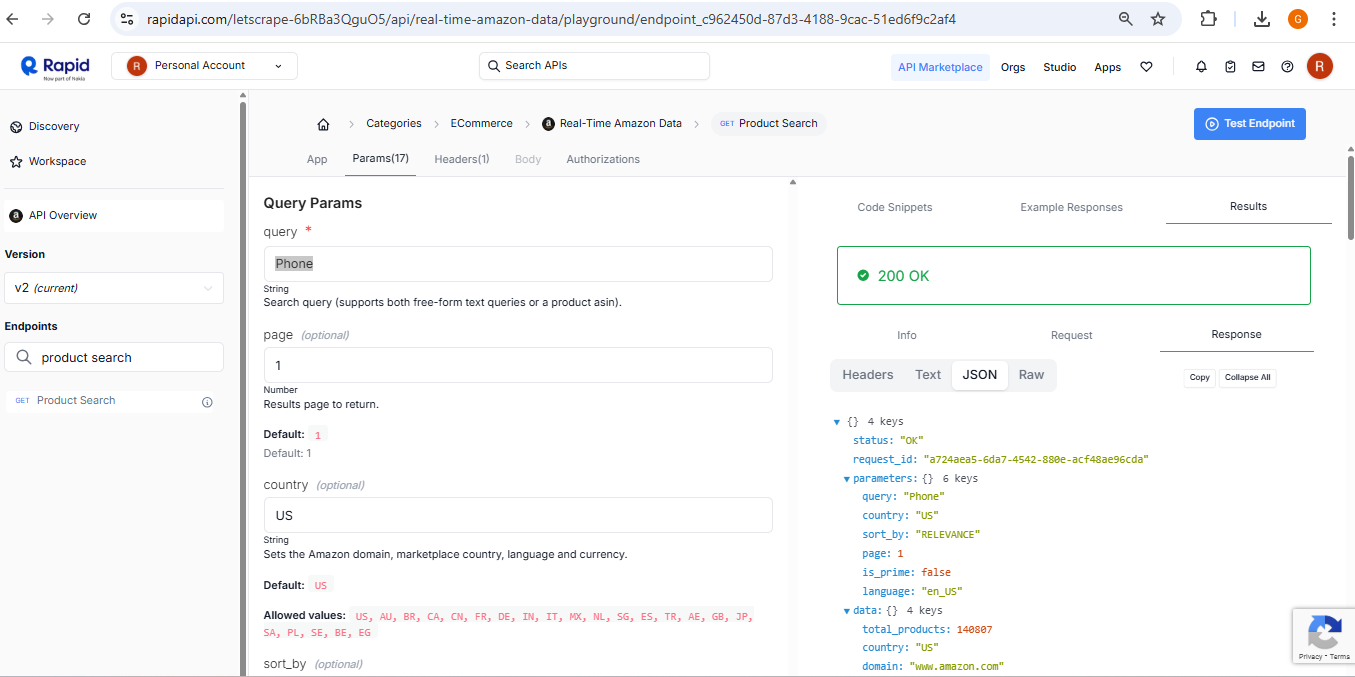 rapidapi.com/letscrape-6bRBa3QguO5/api/real-time-amazon-data/playground/endpoint_c962450d-87d3-4188-9cac-51ed6f9c2af4
G
Rapid
Now part of Nokia
R Personal Account
Search APIs
API Marketplace
Orgs
Studio
Apps
R
Discovery
Workspace
a API Overview
Version
v2 (current)
Endpoints
product search
GET Product Search
Categories
ECommerce
a Real-Time Amazon Data
GET Product Search
Test Endpoint
App
Params(17)
Headers(1)
Body
Authorizations
Query Params
query *
Phone
String
Search query (supports both free-form text queries or a product asin).
page (optional)
1
Number
Results page to return.
Default: 1
Default: 1
country (optional)
US
String
Sets the Amazon domain, marketplace country, language and currency.
Default: US
Allowed values: US, AU, BR, CA, CN, FR, DE, IN, IT, MX, NL, SG, ES, TR, AE, GB, JP,
SA, PL, SE, BE, EG
sort_by (optional)
Code Snippets
Example Responses
Results
200 OK
Info
Request
Response
Headers
Text
JSON
Raw
Copy
Collapse All
{} 4 keys
status: "OK"
request_id: "a724aea5-6da7-4542-880e-acf48ae96cda"
parameters: {} 6 keys
query: "Phone"
country: "US"
sort_by: "RELEVANCE"
page: 1
is_prime: false
language: "en_US"
data: {} 4 keys
total_products: 140807
country: "US"
domain: "www.amazon.com"
Privacy - Terms